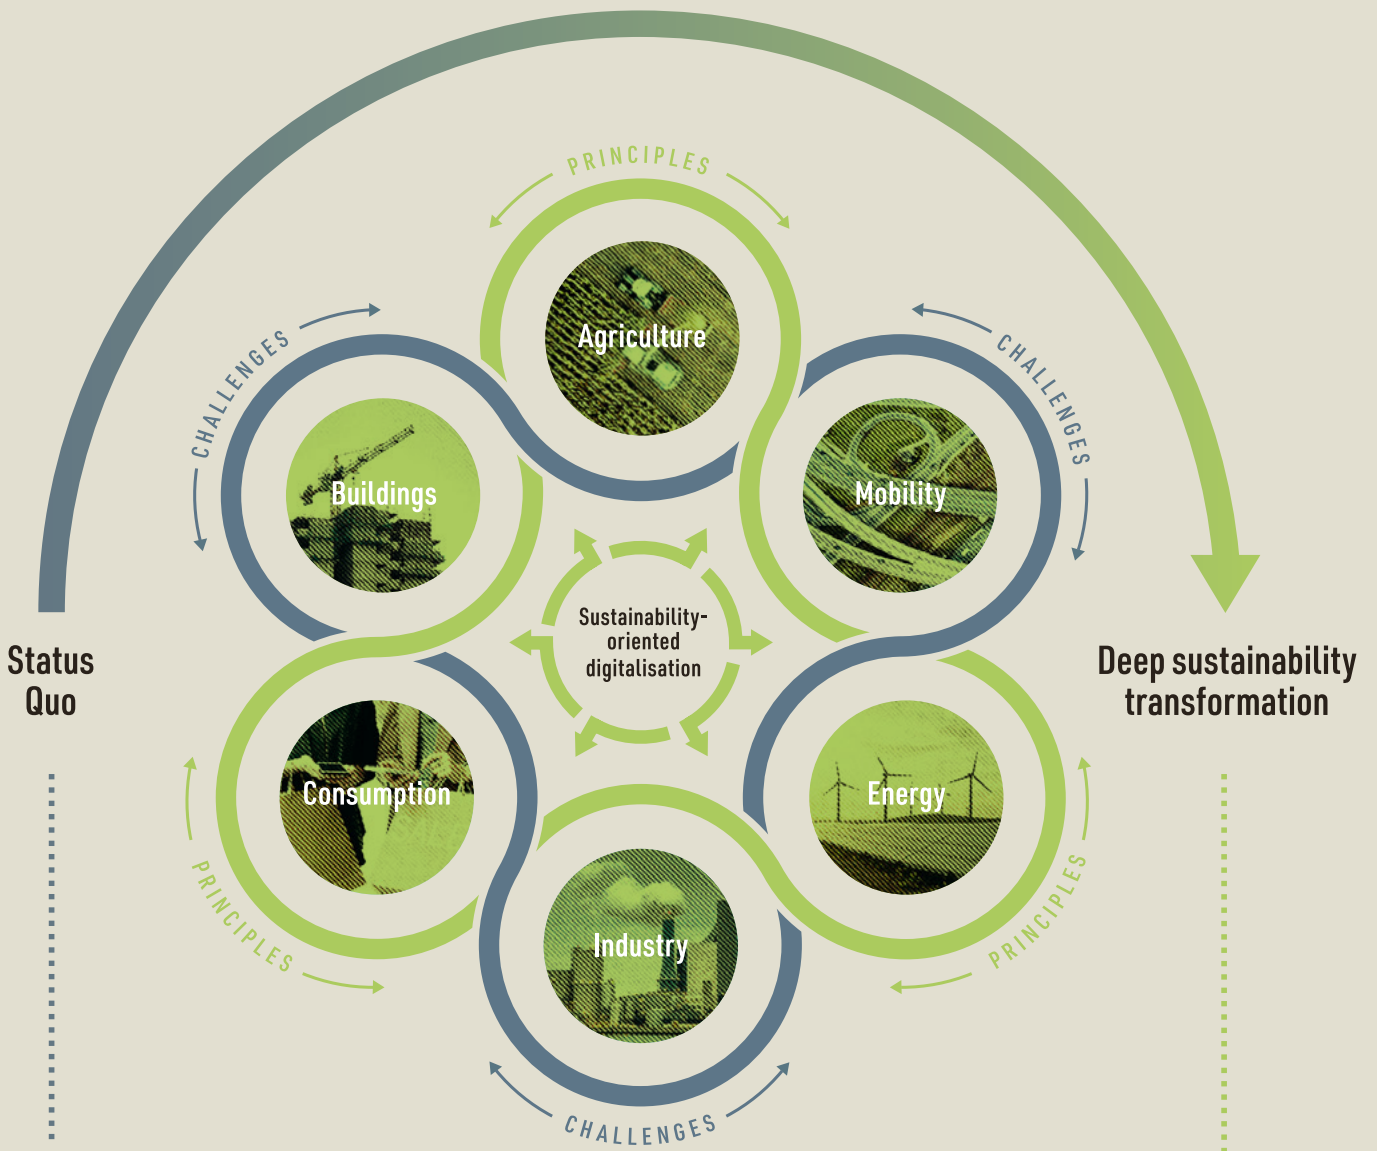 PRINCIPLES
CHALLENGES
CHALLENGES
Agriculture
Buildings
Mobility
Sustainability-
oriented
digitalisation
Status
Quo
Deep sustainability
transformation
Consumption
Energy
PRINCIPLES
PRINCIPLES
Industry
CHALLENGES